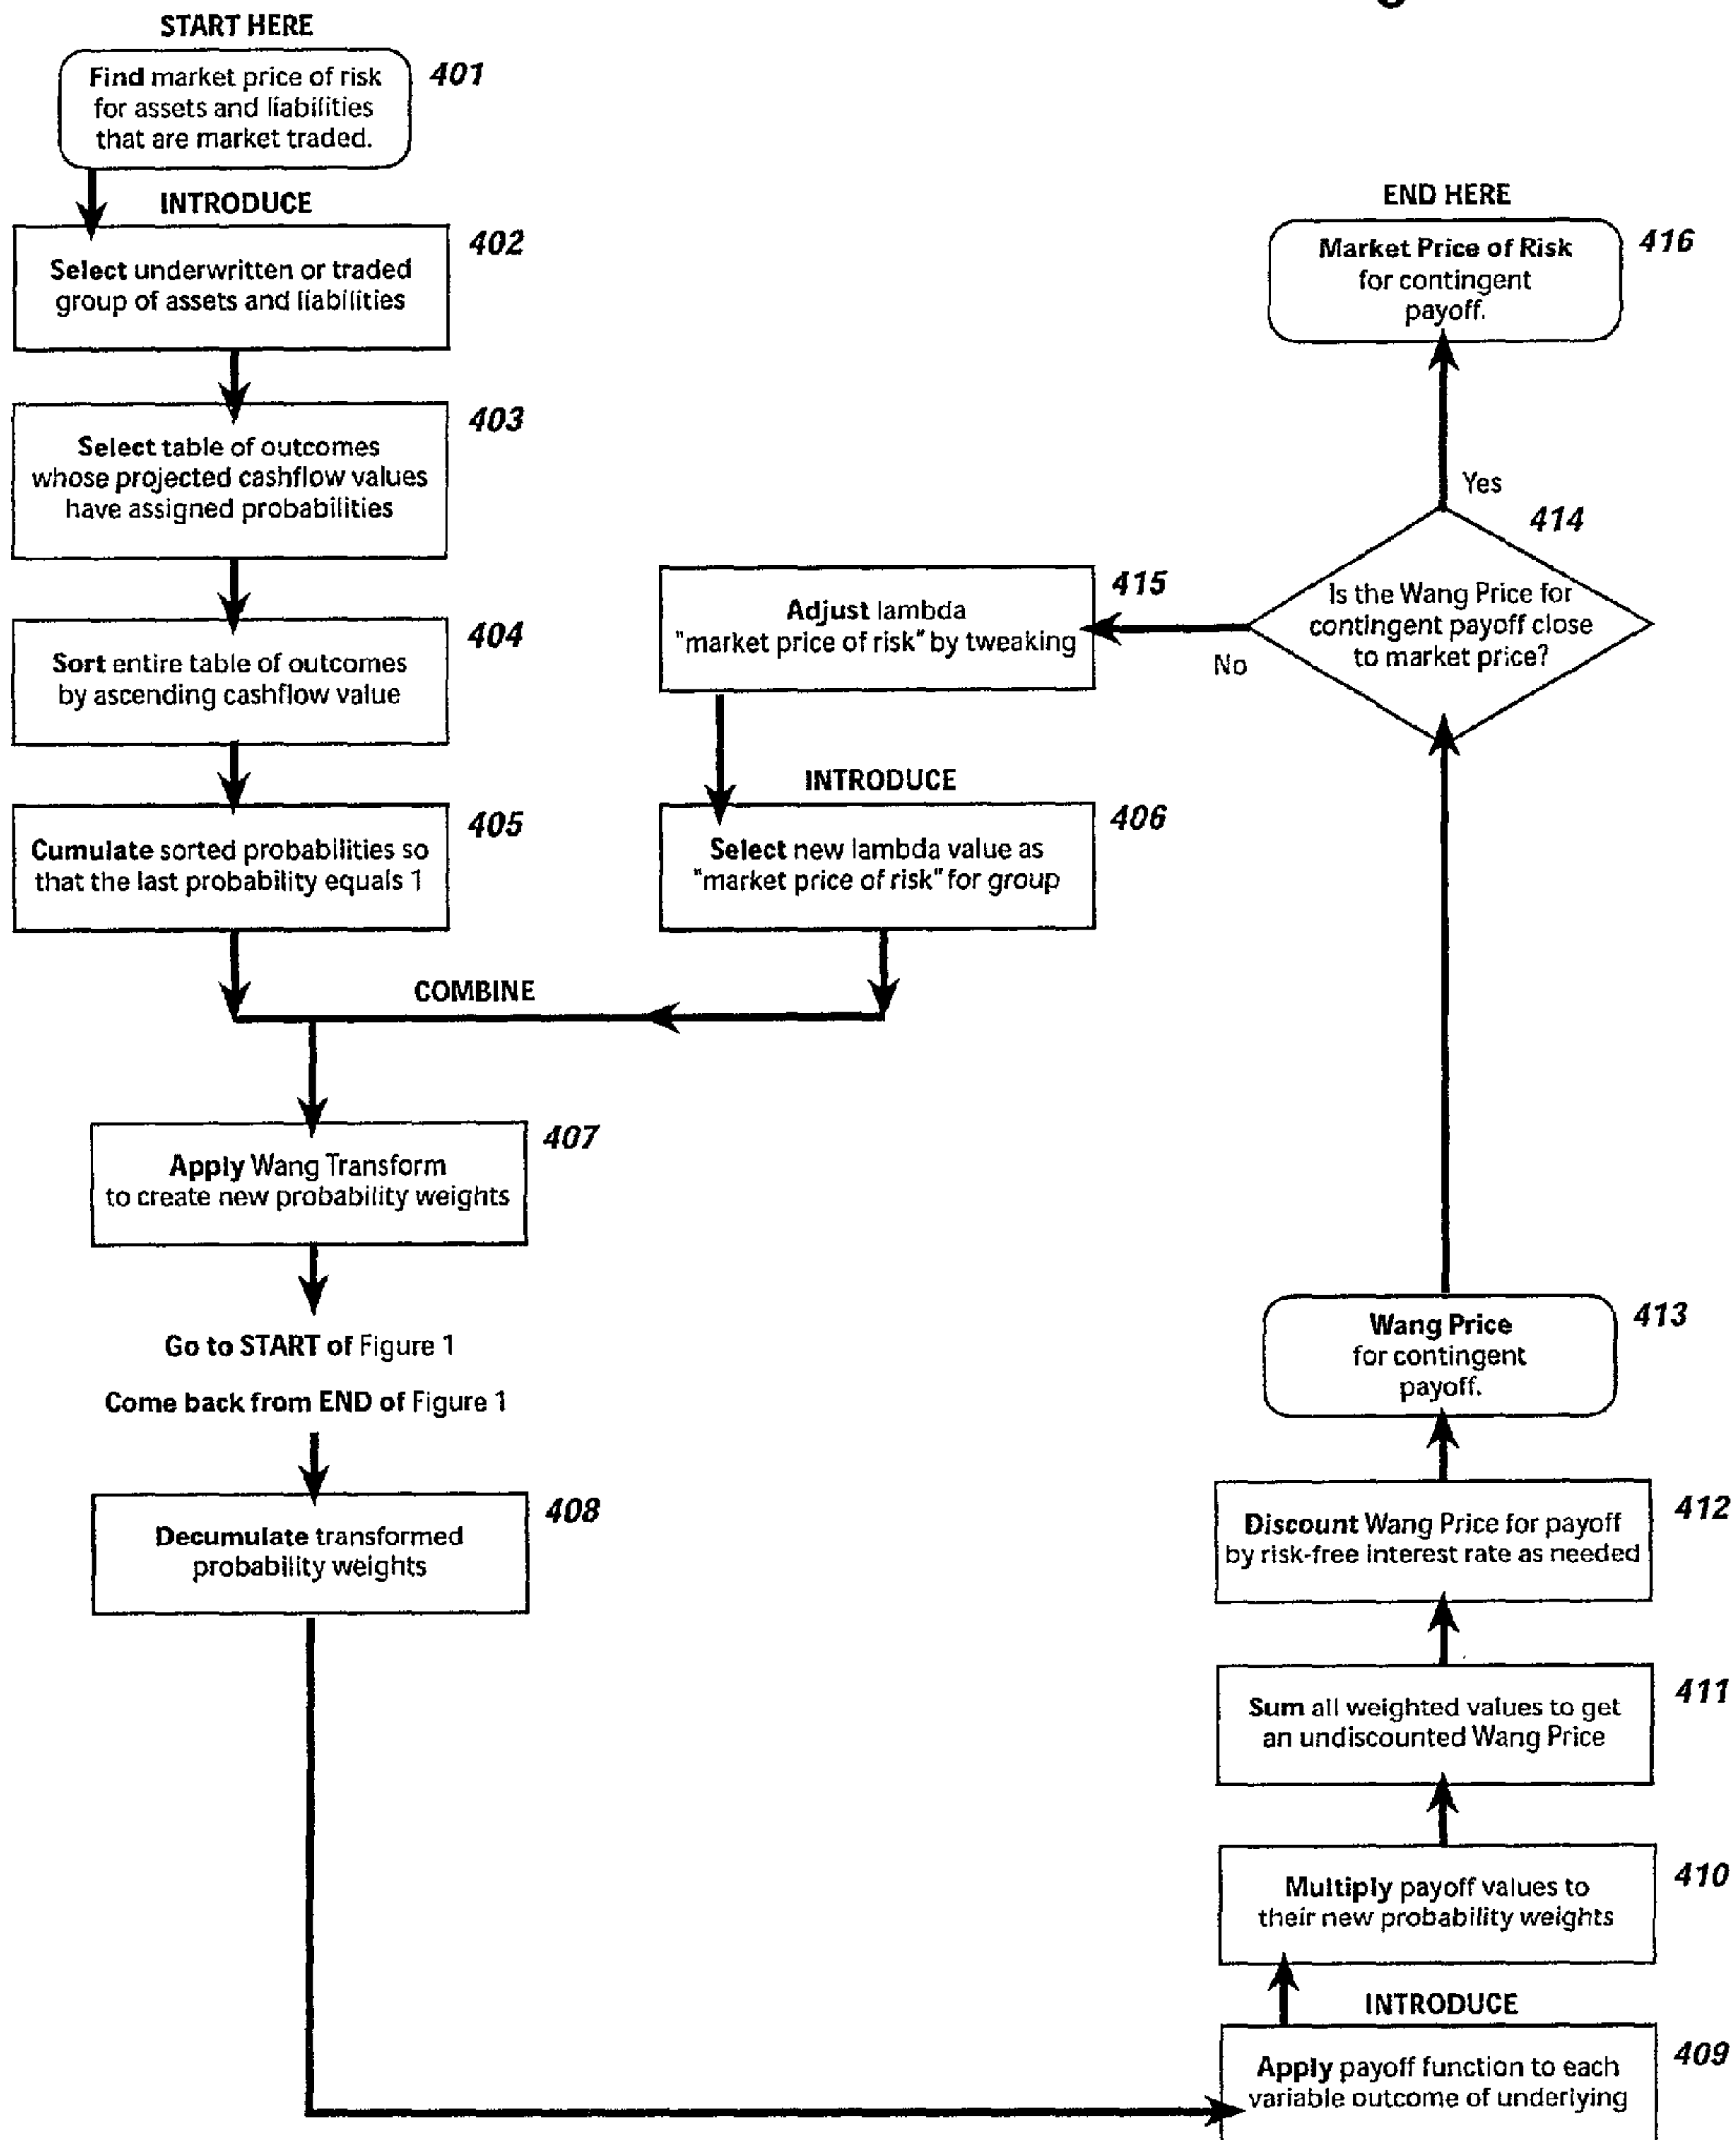 START HERE
Find market price of risk
for assets and liabilities
that are market traded.
401
INTRODUCE
Select underwritten or traded
group of assets and liabilities
402
Select table of outcomes
whose projected cashflow values
have assigned probabilities
403
Sort entire table of outcomes
by ascending cashflow value
404
Cumulate sorted probabilities so
that the last probability equals 1
405
Adjust lambda
"market price of risk" by tweaking
415
INTRODUCE
Select new lambda value as
"market price of risk" for group
406
COMBINE
Apply Wang Transform
to create new probability weights
407
Go to START of Figure 1
Come back from END of Figure 1
Decumulate transformed
probability weights
408
END HERE
Market Price of Risk
for contingent
payoff.
416
Yes
414
Is the Wang Price for
contingent payoff close
to market price?
No
Wang Price
for contingent
payoff.
413
Discount Wang Price for payoff
by risk-free interest rate as needed
412
Sum all weighted values to get
an undiscounted Wang Price
411
Multiply payoff values to
their new probability weights
410
INTRODUCE
Apply payoff function to each
variable outcome of underlying
409